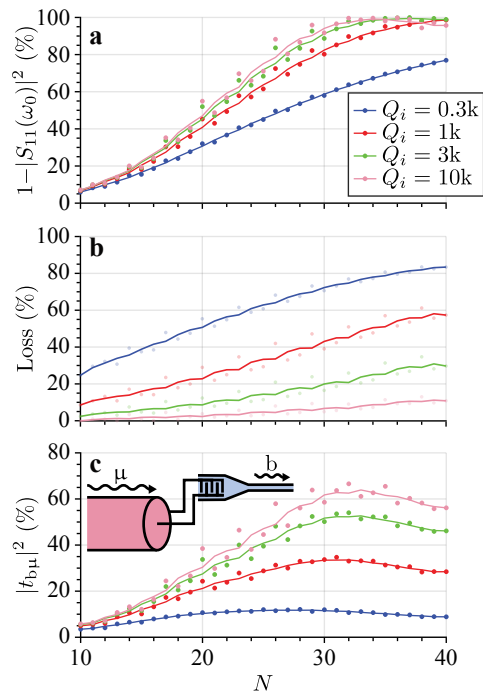 a
1−|S₁₁(ω₀)|² (%)
100
80
60
40
20
0
Qᵢ = 0.3k
Qᵢ = 1k
Qᵢ = 3k
Qᵢ = 10k
b
Loss (%)
100
80
60
40
20
0
c
|t_bμ|² (%)
80
60
40
20
0
μ
b
10
20
30
40
N